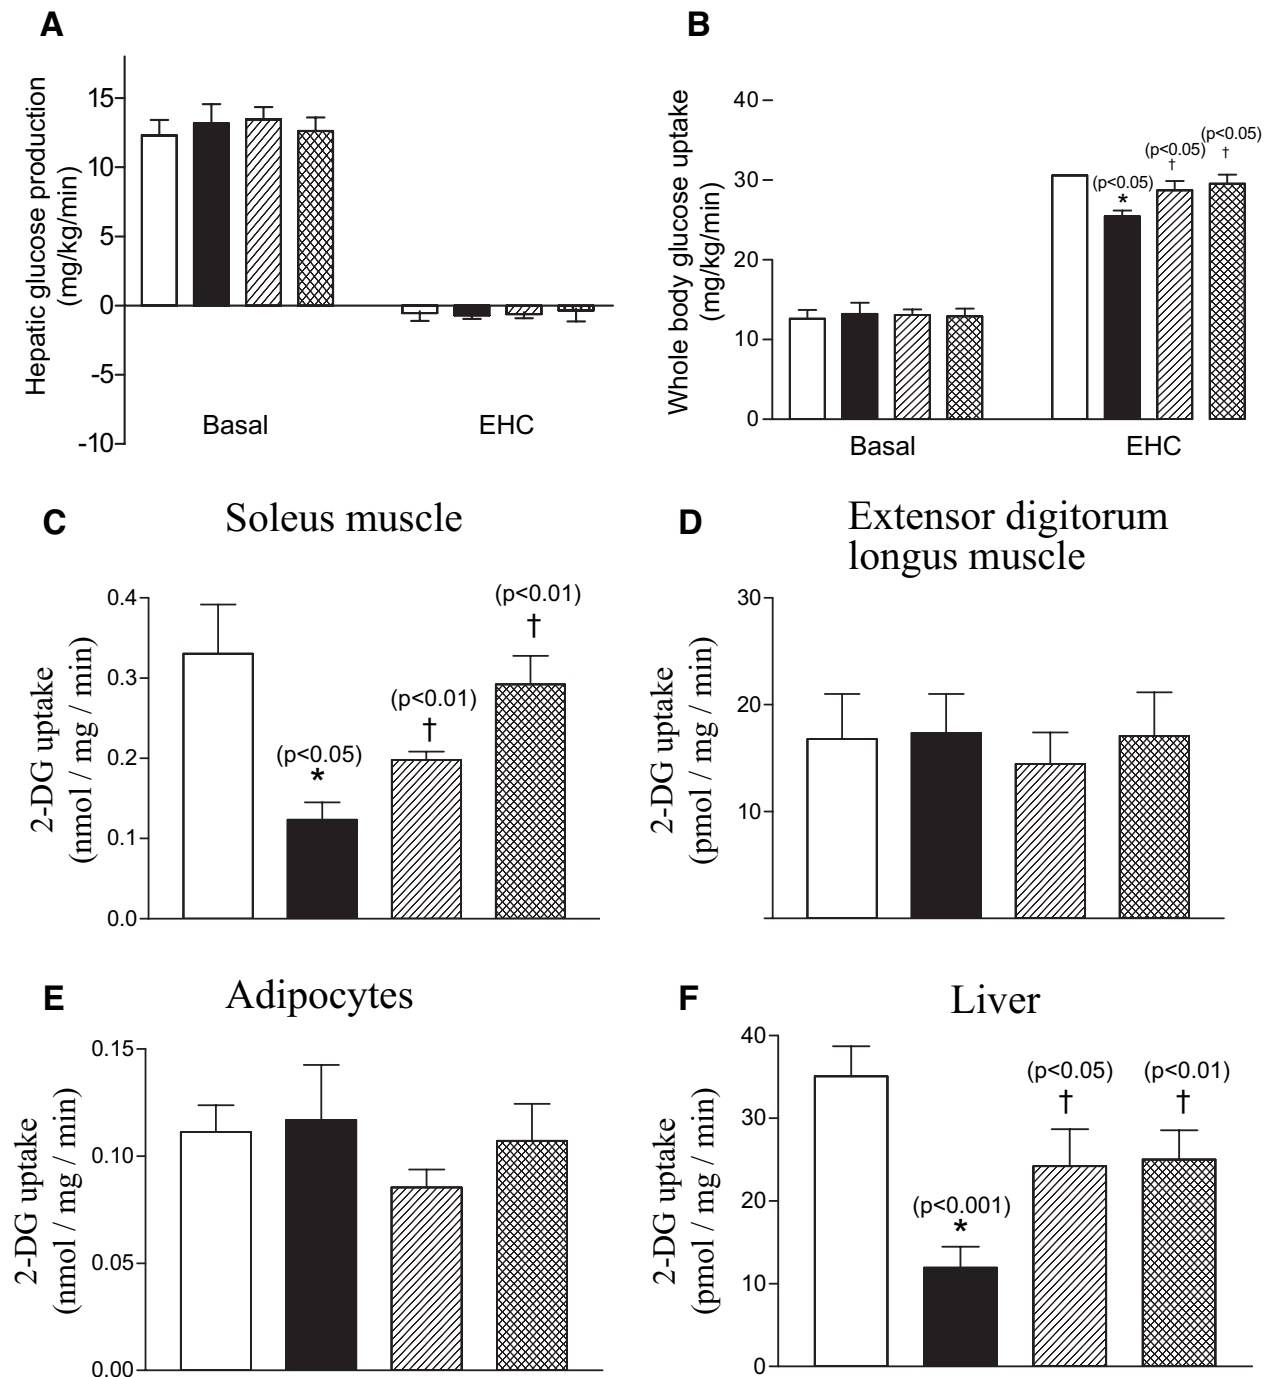 A
Hepatic glucose production
(mg/kg/min)
15
10
5
0
-5
-10
Basal
EHC
B
Whole body glucose uptake
(mg/kg/min)
40
30
20
10
0
(p<0.05)
*
(p<0.05)
†
(p<0.05)
†
Basal
EHC
C
Soleus muscle
2-DG uptake
(nmol / mg / min)
0.4
0.3
0.2
0.1
0.0
(p<0.05)
*
(p<0.01)
†
(p<0.01)
†
D
Extensor digitorum
longus muscle
2-DG uptake
(pmol / mg / min)
30
20
10
E
Adipocytes
2-DG uptake
(nmol / mg / min)
0.15
0.10
0.05
0.00
F
Liver
2-DG uptake
(pmol / mg / min)
40
30
20
10
0
(p<0.001)
*
(p<0.05)
†
(p<0.01)
†